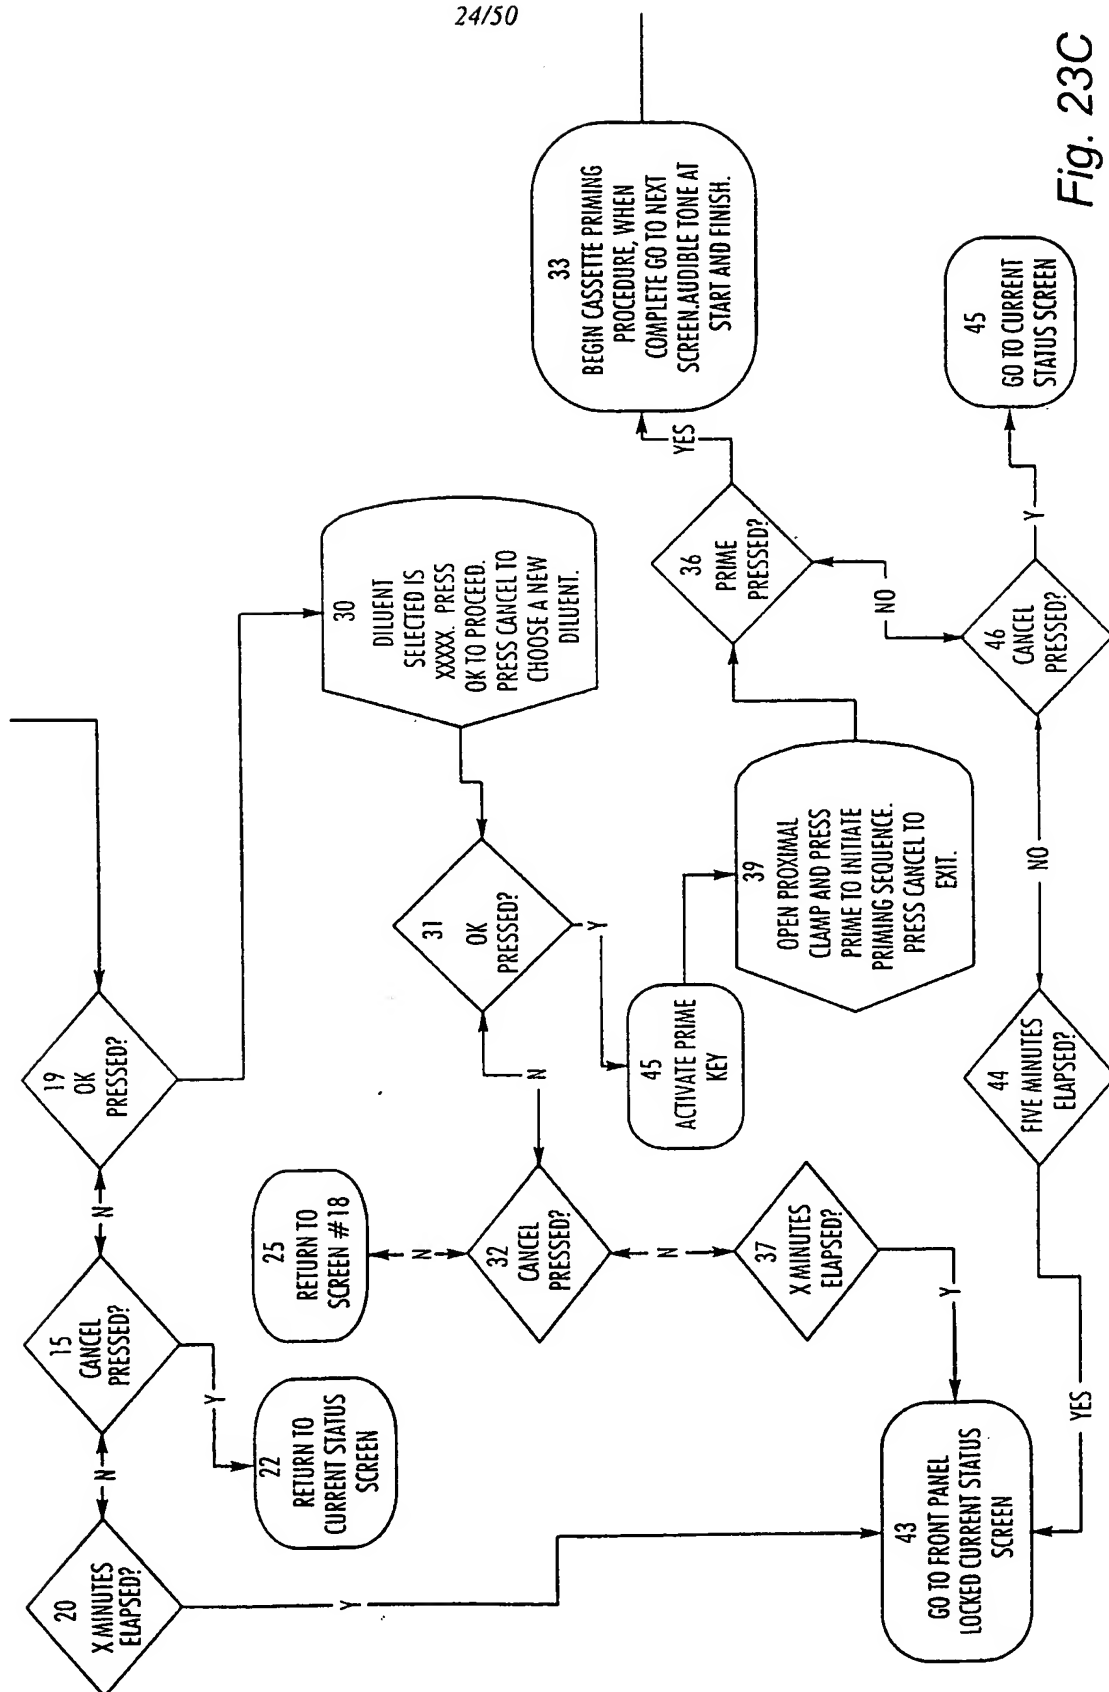 24/50
19
OK
PRESSED?
N
15
CANCEL
PRESSED?
N
20
X MINUTES
ELAPSED?
Y
22
RETURN TO
CURRENT STATUS
SCREEN
Y
30
DILUENT
SELECTED IS
XXXXX. PRESS
OK TO PROCEED.
PRESS CANCEL TO
CHOOSE A NEW
DILUENT.
31
OK
PRESSED?
N
Y
25
RETURN TO
SCREEN #18
N
32
CANCEL
PRESSED?
N
37
X MINUTES
ELAPSED?
Y
45
ACTIVATE PRIME
KEY
39
OPEN PROXIMAL
CLAMP AND PRESS
PRIME TO INITIATE
PRIMING SEQUENCE.
PRESS CANCEL TO
EXIT.
36
PRIME
PRESSED?
YES
NO
33
BEGIN CASSETTE PRIMING
PROCEDURE, WHEN
COMPLETE GO TO NEXT
SCREEN.AUDIBLE TONE AT
START AND FINISH.
46
CANCEL
PRESSED?
Y
45
GO TO CURRENT
STATUS SCREEN
NO
44
FIVE MINUTES
ELAPSED?
YES
43
GO TO FRONT PANEL
LOCKED CURRENT STATUS
SCREEN
Fig. 23C